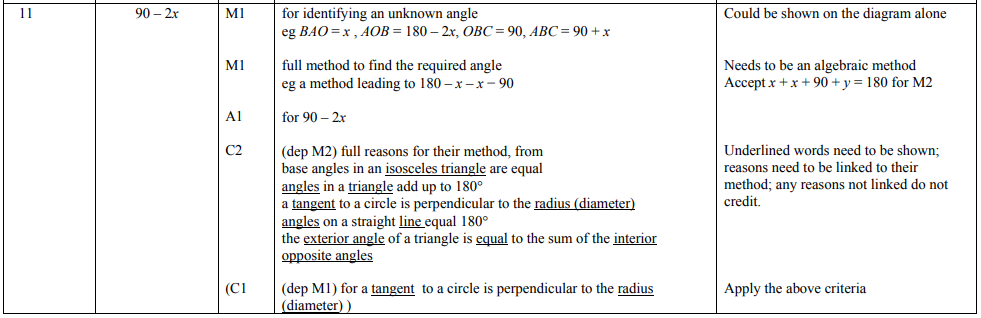 11 90 – 2x M1 for identifying an unknown angle Could be shown on the diagram alone
eg BAO = x , AOB = 180 – 2x, OBC = 90, ABC = 90 + x
M1 full method to find the required angle Needs to be an algebraic method
eg a method leading to 180 – x – x – 90 Accept x + x + 90 + y = 180 for M2
A1 for 90 – 2x
C2 (dep M2) full reasons for their method, from Underlined words need to be shown;
base angles in an isosceles triangle are equal reasons need to be linked to their
angles in a triangle add up to 180° method; any reasons not linked do not
a tangent to a circle is perpendicular to the radius (diameter) credit.
angles on a straight line equal 180°
the exterior angle of a triangle is equal to the sum of the interior
opposite angles
(C1 (dep M1) for a tangent to a circle is perpendicular to the radius Apply the above criteria
(diameter) )